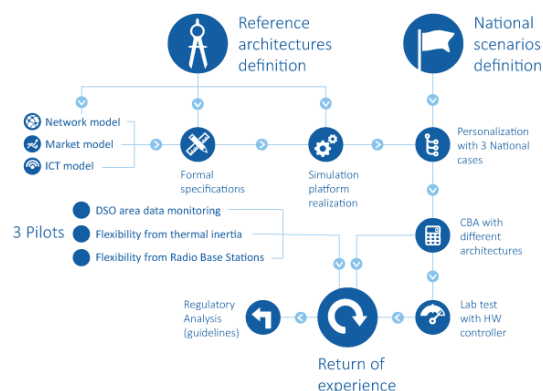 Reference
architectures
definition
National
scenarios
definition
Network model
Market model
ICT model
Formal
specifications
Simulation
platform
realization
Personalization
with 3 National
cases
3 Pilots
DSO area data monitoring
Flexibility from thermal inertia
Flexibility from Radio Base Stations
CBA with
different
architectures
Regulatory
Analysis
(guidelines)
Return of
experience
Lab test
with HW
controller